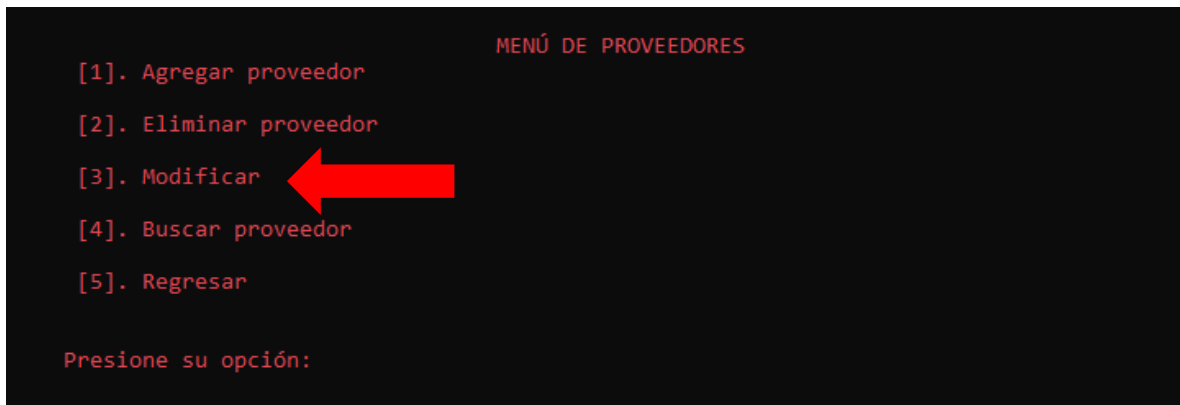 MENÚ DE PROVEEDORES
[1]. Agregar proveedor
[2]. Eliminar proveedor
[3]. Modificar
[4]. Buscar proveedor
[5]. Regresar
Presione su opción: